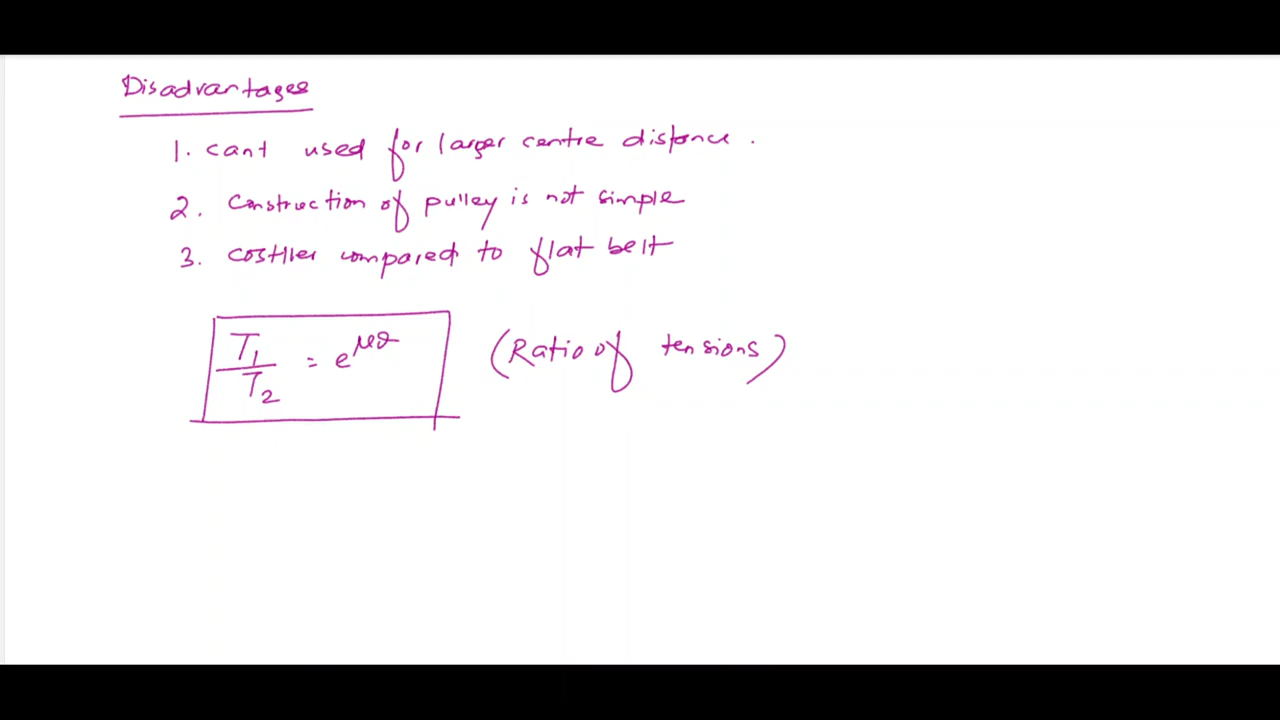 Disadvantages
1. cant used for larger centre distance.
2. Construction of pulley is not simple
3. costlier compared to flat belt
T1/T2 = e^μθ (Ratio of tensions)